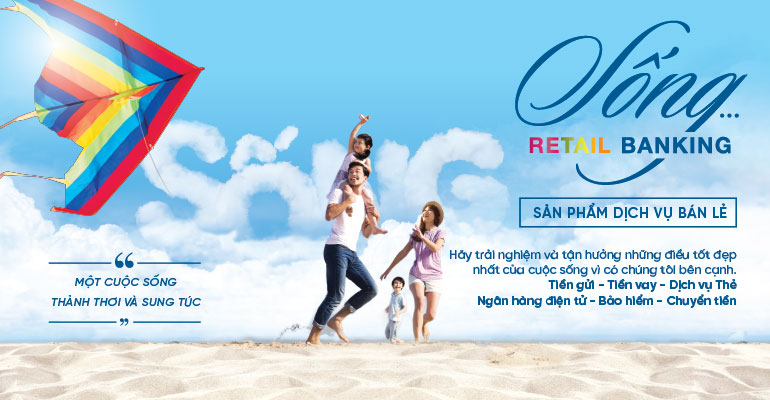 Sống...
RETAIL BANKING
SỐNG
SẢN PHẨM DỊCH VỤ BÁN LẺ
Hãy trải nghiệm và tận hưởng những điều tốt đẹp
nhất của cuộc sống vì có chúng tôi bên cạnh.
Tiền gửi - Tiền vay - Dịch vụ Thẻ
Ngân hàng điện tử - Bảo hiểm - Chuyển tiền
“
MỘT CUỘC SỐNG
THẢNH THƠI VÀ SUNG TÚC
”